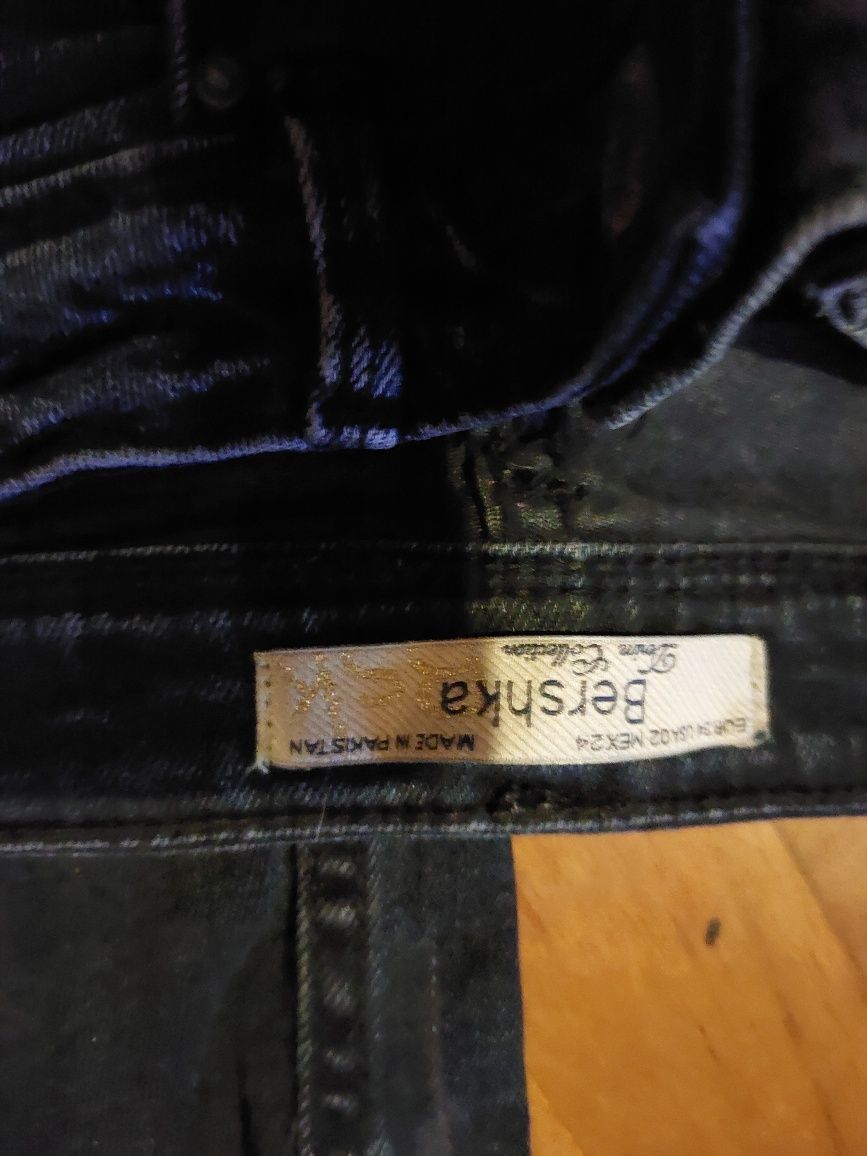 EUR 34 USA 02 MEX 24
MADE IN PAKISTAN
Bershka
Denim Collection